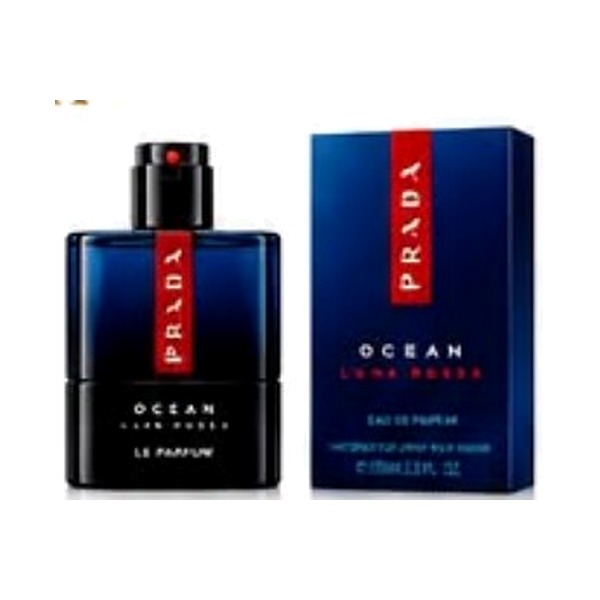 PRADA
OCEAN
LUNA ROSSA
LE PARFUM
PRADA
OCEAN
LUNA ROSSA
EAU DE PARFUM